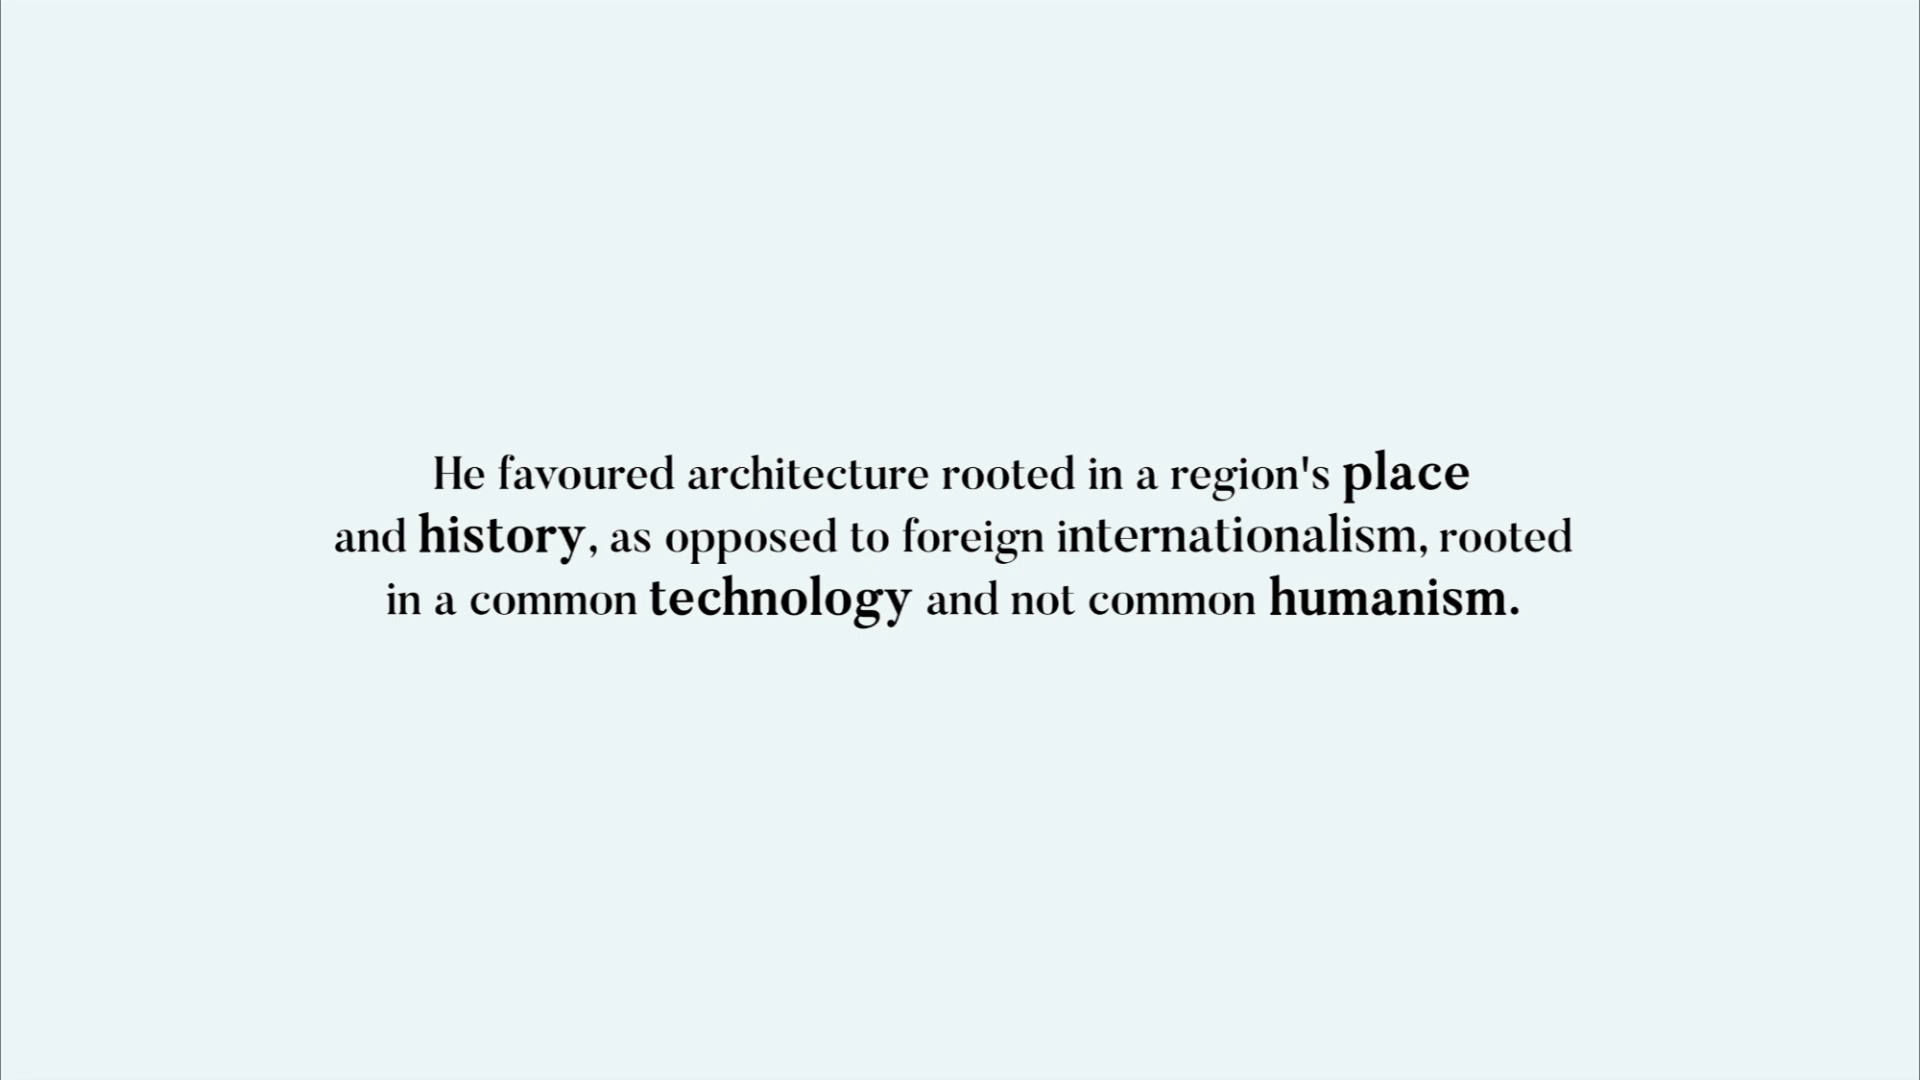 He favoured architecture rooted in a region's place
and history, as opposed to foreign internationalism, rooted
in a common technology and not common humanism.